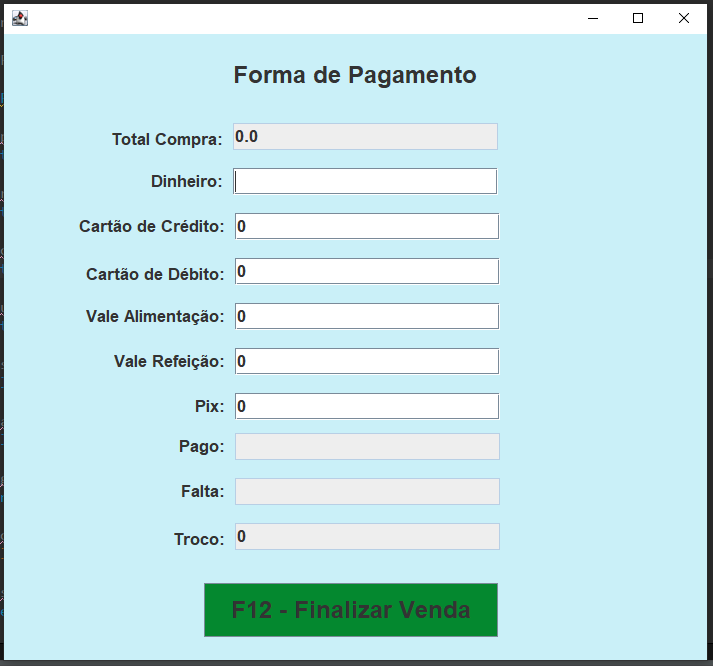 Forma de Pagamento
Total Compra: 0.0
Dinheiro:
Cartão de Crédito: 0
Cartão de Débito: 0
Vale Alimentação: 0
Vale Refeição: 0
Pix: 0
Pago:
Falta:
Troco: 0
F12 - Finalizar Venda